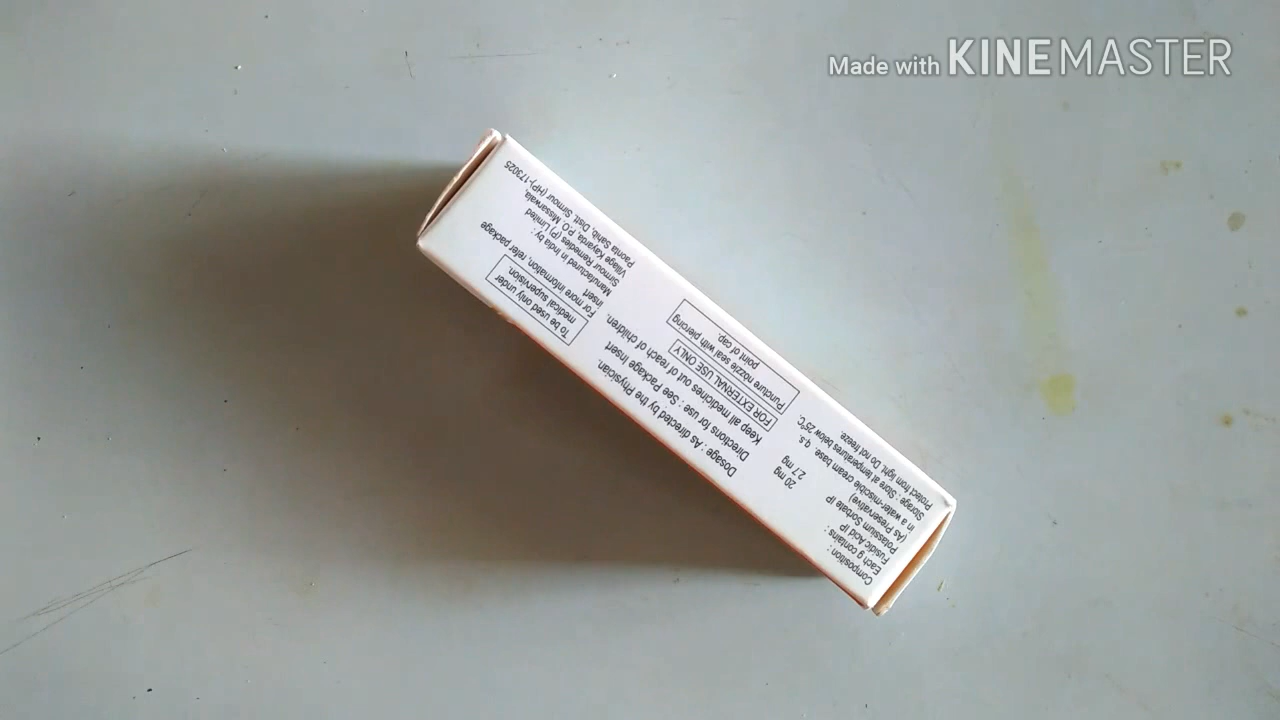 Made with KINEMASTER
Composition :
Each g contains :
Fusidic Acid IP 20 mg
Potassium Sorbate IP 2.7 mg
(As Preservative)
in a water-miscible cream base. q.s.
Storage : Store at temperatures below 25°C.
Protect from light. Do not freeze.
Dosage : As directed by the Physician.
Directions for use : See Package Insert
Keep all medicines out of reach of children.
FOR EXTERNAL USE ONLY
Puncture nozzle seal with piercing
point of cap.
To be used only under
medical supervision.
For more information, refer package
insert.
Manufactured in India by :
Sirmour Remedies (P) Limited
Village Kayarda, P.O. Missarwala,
Paonta Sahib, Distt. Sirmour (HP)-173025